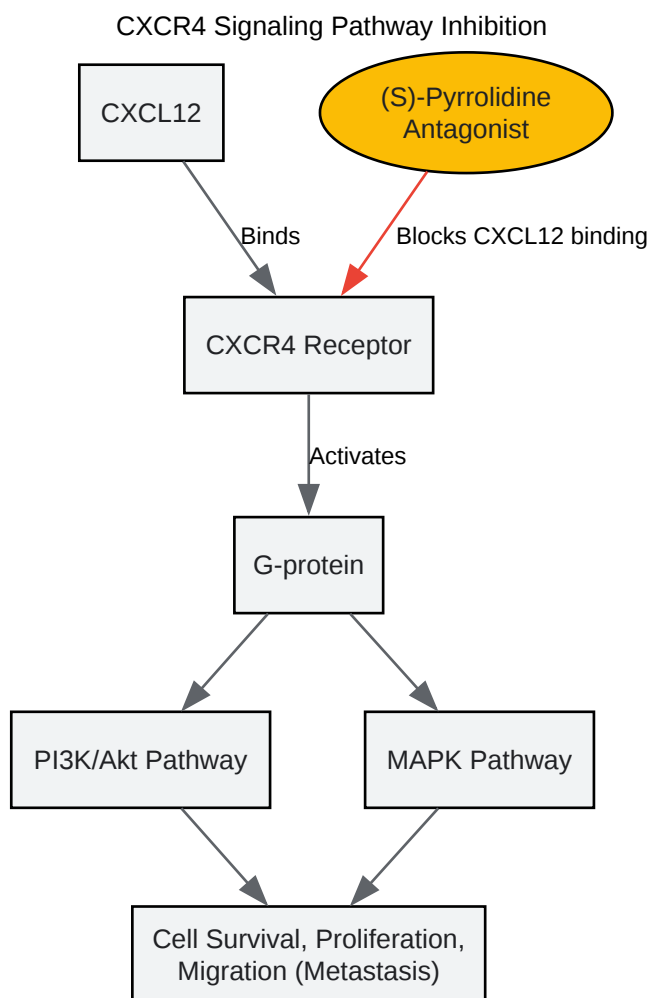 CXCR4 Signaling Pathway Inhibition
CXCL12
(S)-Pyrrolidine
Antagonist
Binds
Blocks CXCL12 binding
CXCR4 Receptor
Activates
G-protein
PI3K/Akt Pathway
MAPK Pathway
Cell Survival, Proliferation,
Migration (Metastasis)